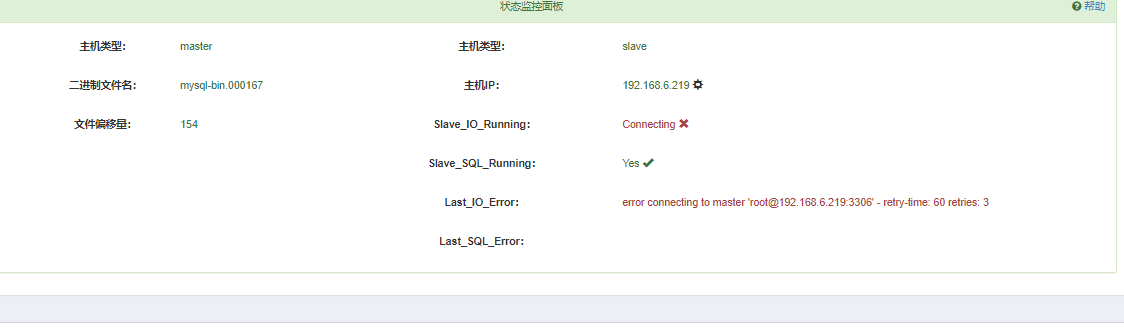 状态监控面板 帮助
主机类型： master 主机类型： slave
二进制文件名： mysql-bin.000167 主机IP： 192.168.6.219
文件偏移量： 154 Slave_IO_Running： Connecting
Slave_SQL_Running： Yes
Last_IO_Error： error connecting to master 'root@192.168.6.219:3306' - retry-time: 60 retries: 3
Last_SQL_Error：